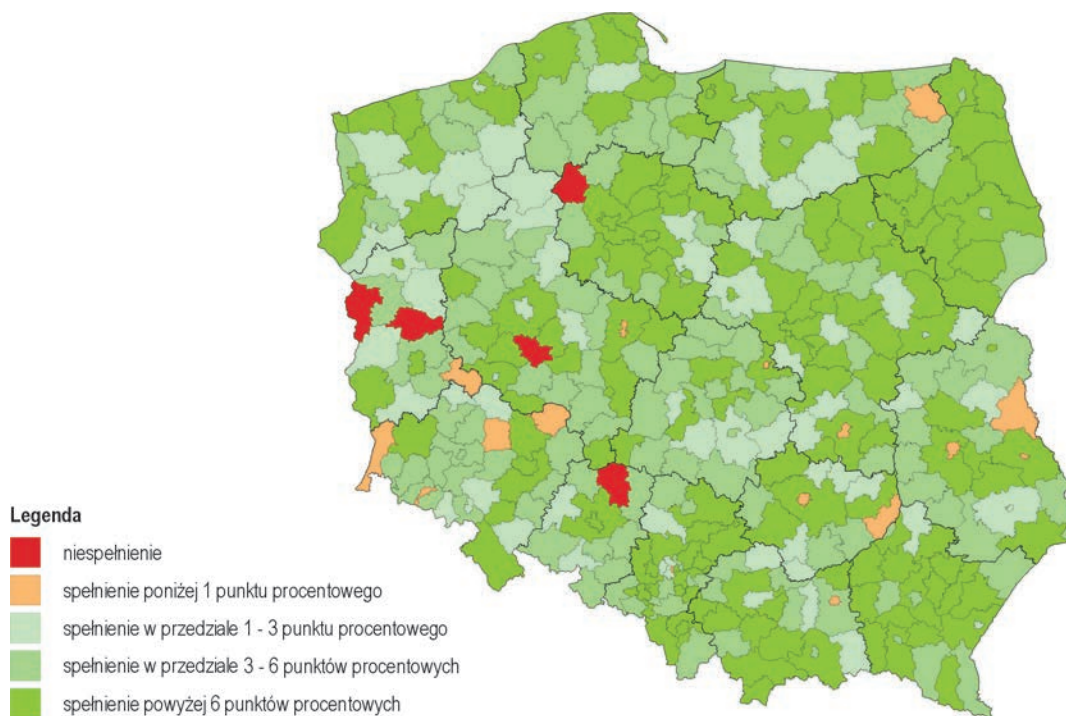 Legenda
niespełnienie
spełnienie poniżej 1 punktu procentowego
spełnienie w przedziale 1 - 3 punktu procentowego
spełnienie w przedziale 3 - 6 punktów procentowych
spełnienie powyżej 6 punktów procentowych